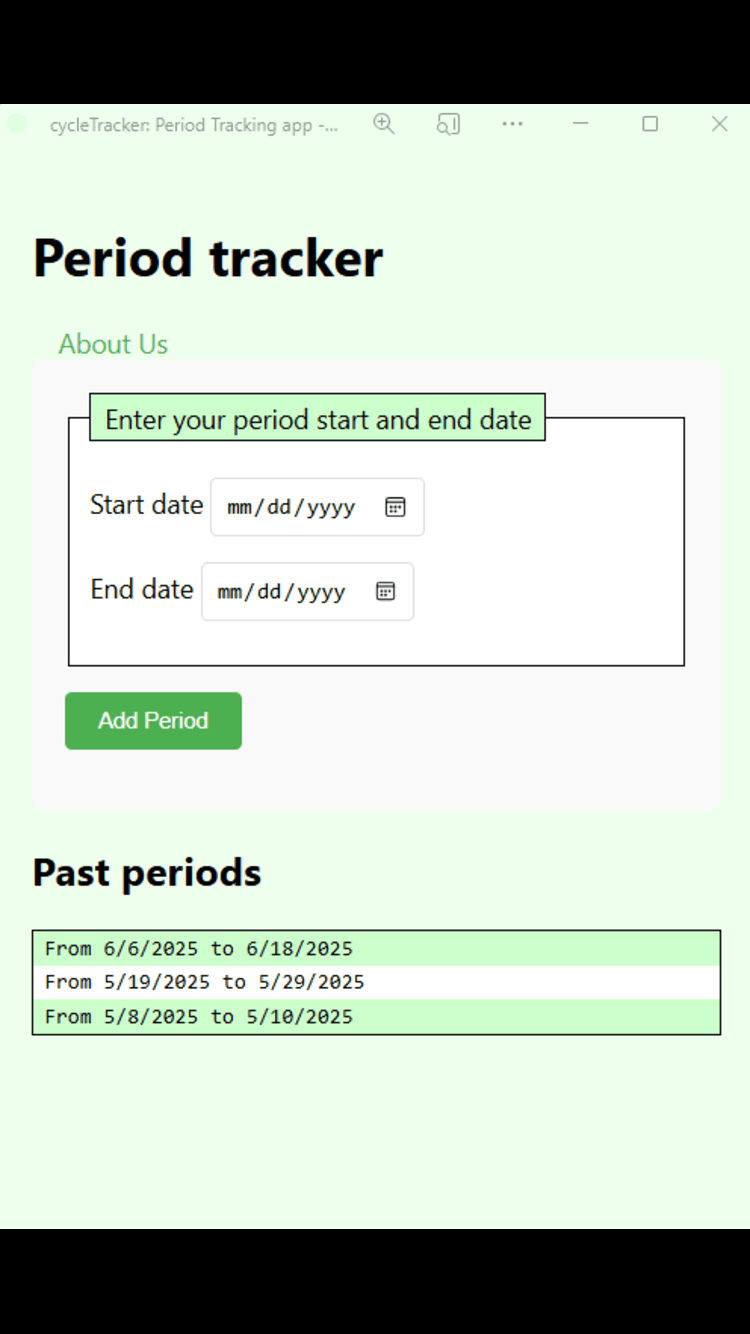 cycleTracker: Period Tracking app -...
Period tracker
About Us
Enter your period start and end date
Start date mm/dd/yyyy
End date mm/dd/yyyy
Add Period
Past periods
From 6/6/2025 to 6/18/2025
From 5/19/2025 to 5/29/2025
From 5/8/2025 to 5/10/2025